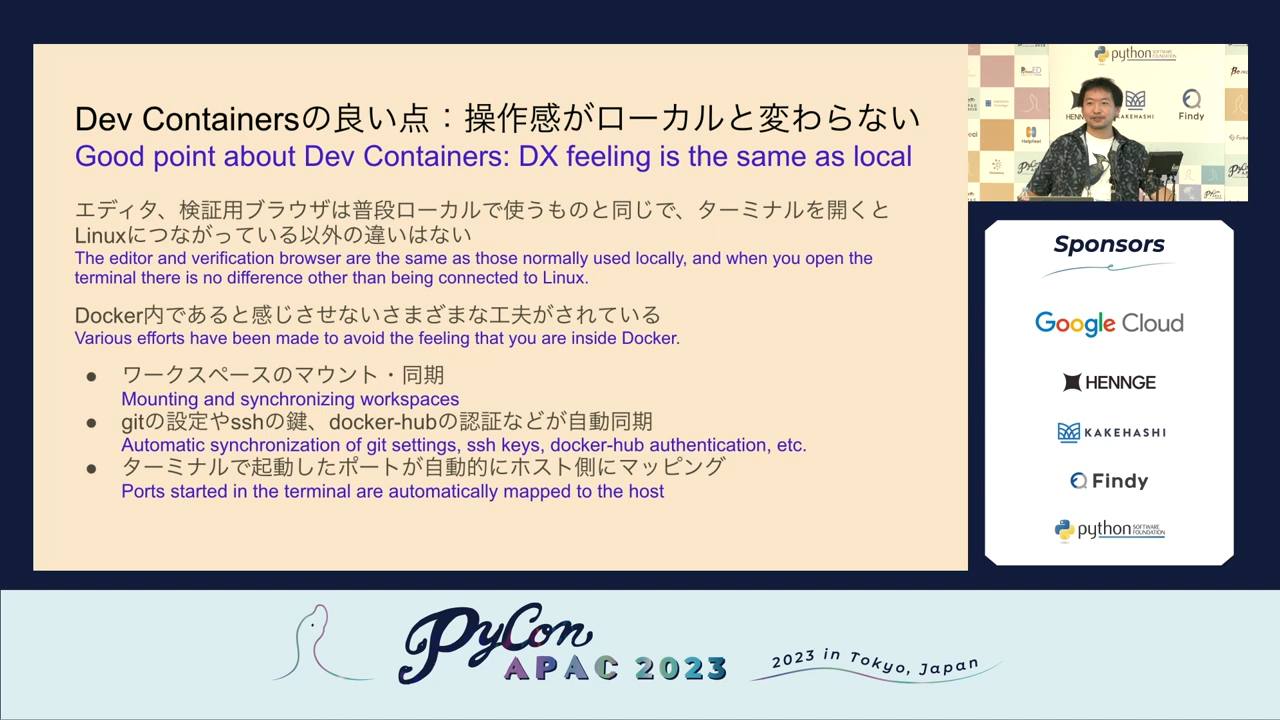 Dev Containersの良い点：操作感がローカルと変わらない
Good point about Dev Containers: DX feeling is the same as local
エディタ、検証用ブラウザは普段ローカルで使うものと同じで、ターミナルを開くと
Linuxにつながっている以外の違いはない
The editor and verification browser are the same as those normally used locally, and when you open the
terminal there is no difference other than being connected to Linux.
Docker内であると感じさせないさまざまな工夫がされている
Various efforts have been made to avoid the feeling that you are inside Docker.
● ワークスペースのマウント・同期
Mounting and synchronizing workspaces
● gitの設定やsshの鍵、docker-hubの認証などが自動同期
Automatic synchronization of git settings, ssh keys, docker-hub authentication, etc.
● ターミナルで起動したポートが自動的にホスト側にマッピング
Ports started in the terminal are automatically mapped to the host
python
KAKEHASHI
Findy
Helpfeel
Sponsors
Google Cloud
HENNGE
KAKEHASHI
Findy
python SOFTWARE FOUNDATION
PyCon
APAC 2023
2023 in Tokyo, Japan